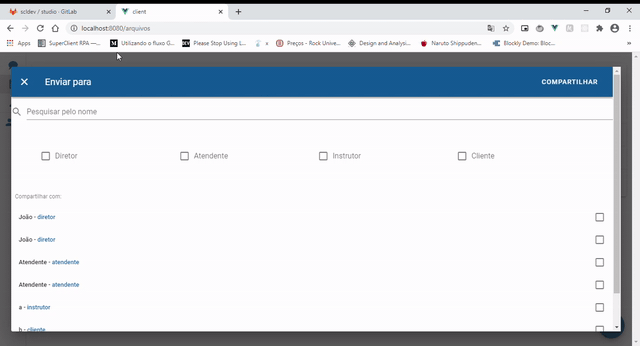 scldev / studio · GitLab
client
localhost:8080/arquivos
Apps
SuperClient RPA —...
Utilizando o fluxo G...
Please Stop Using L...
a
Preços - Rock Unive...
Design and Analysi...
Naruto Shippuden...
Blockly Demo: Bloc...
Enviar para
COMPARTILHAR
Pesquisar pelo nome
Diretor
Atendente
Instrutor
Cliente
Compartilhar com:
João - diretor
João - diretor
Atendente - atendente
Atendente - atendente
a - instrutor
b - cliente